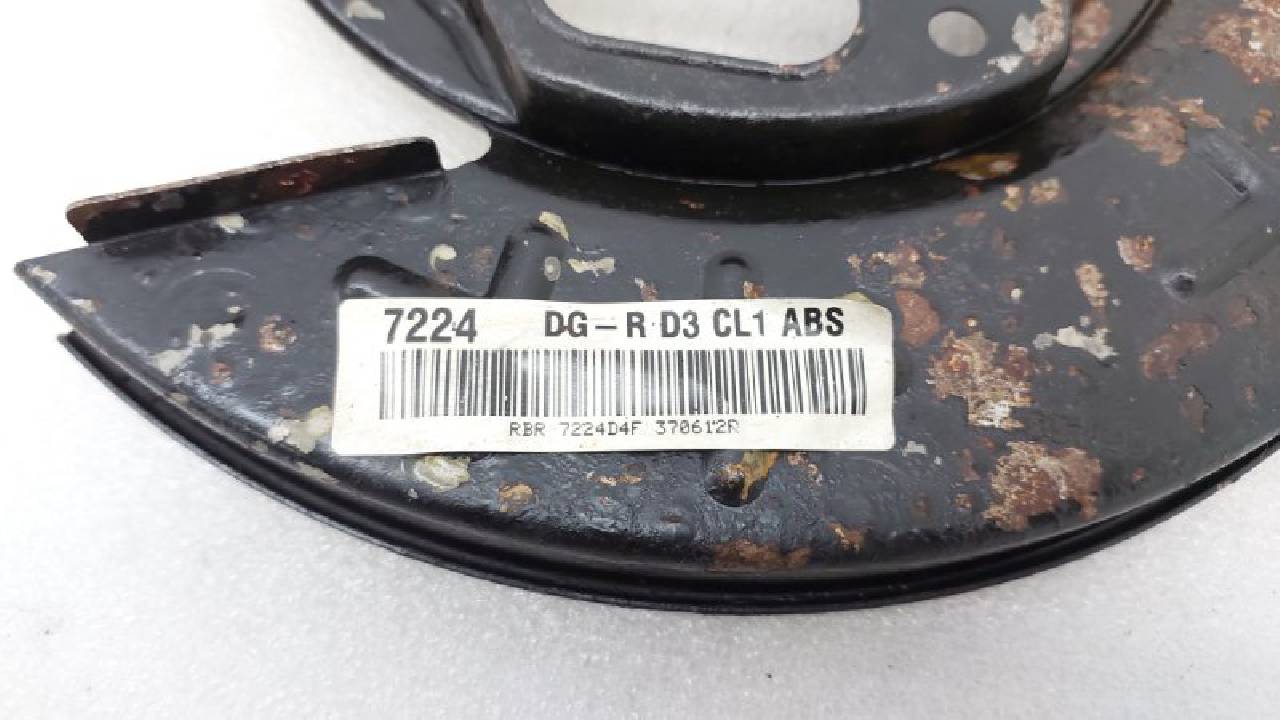 7224 DG-R D3 CL1 ABS
RBR 7224D4F 370612R